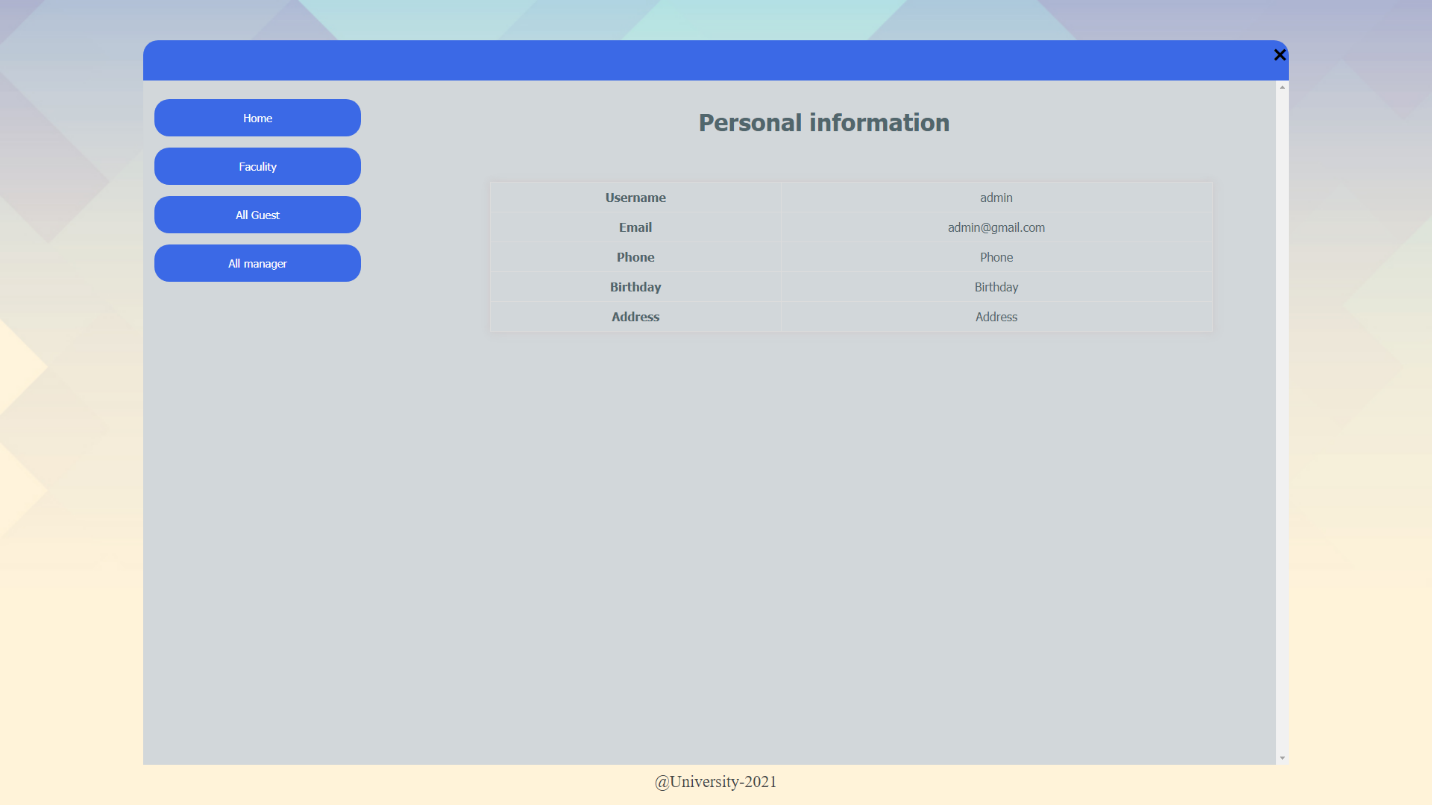 Home
Faculity
All Guest
All manager
Personal information
Username admin
Email admin@gmail.com
Phone Phone
Birthday Birthday
Address Address
@University-2021